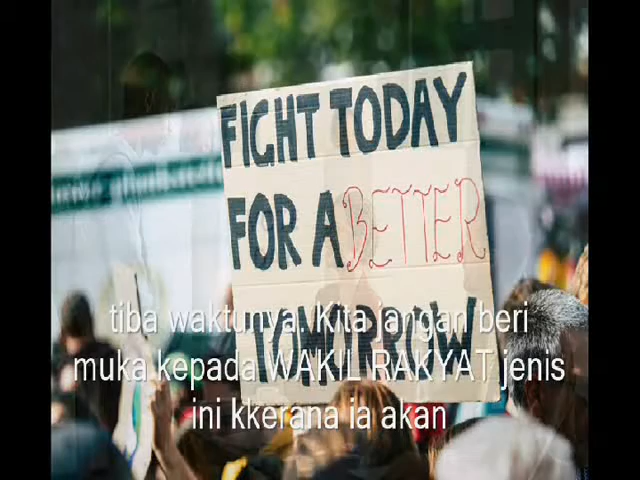 FIGHT TODAY
FOR A BETTER
TOMORROW
tiba waktunya. Kita jangan beri
muka kepada WAKIL RAKYAT jenis
ini kkerana ia akan